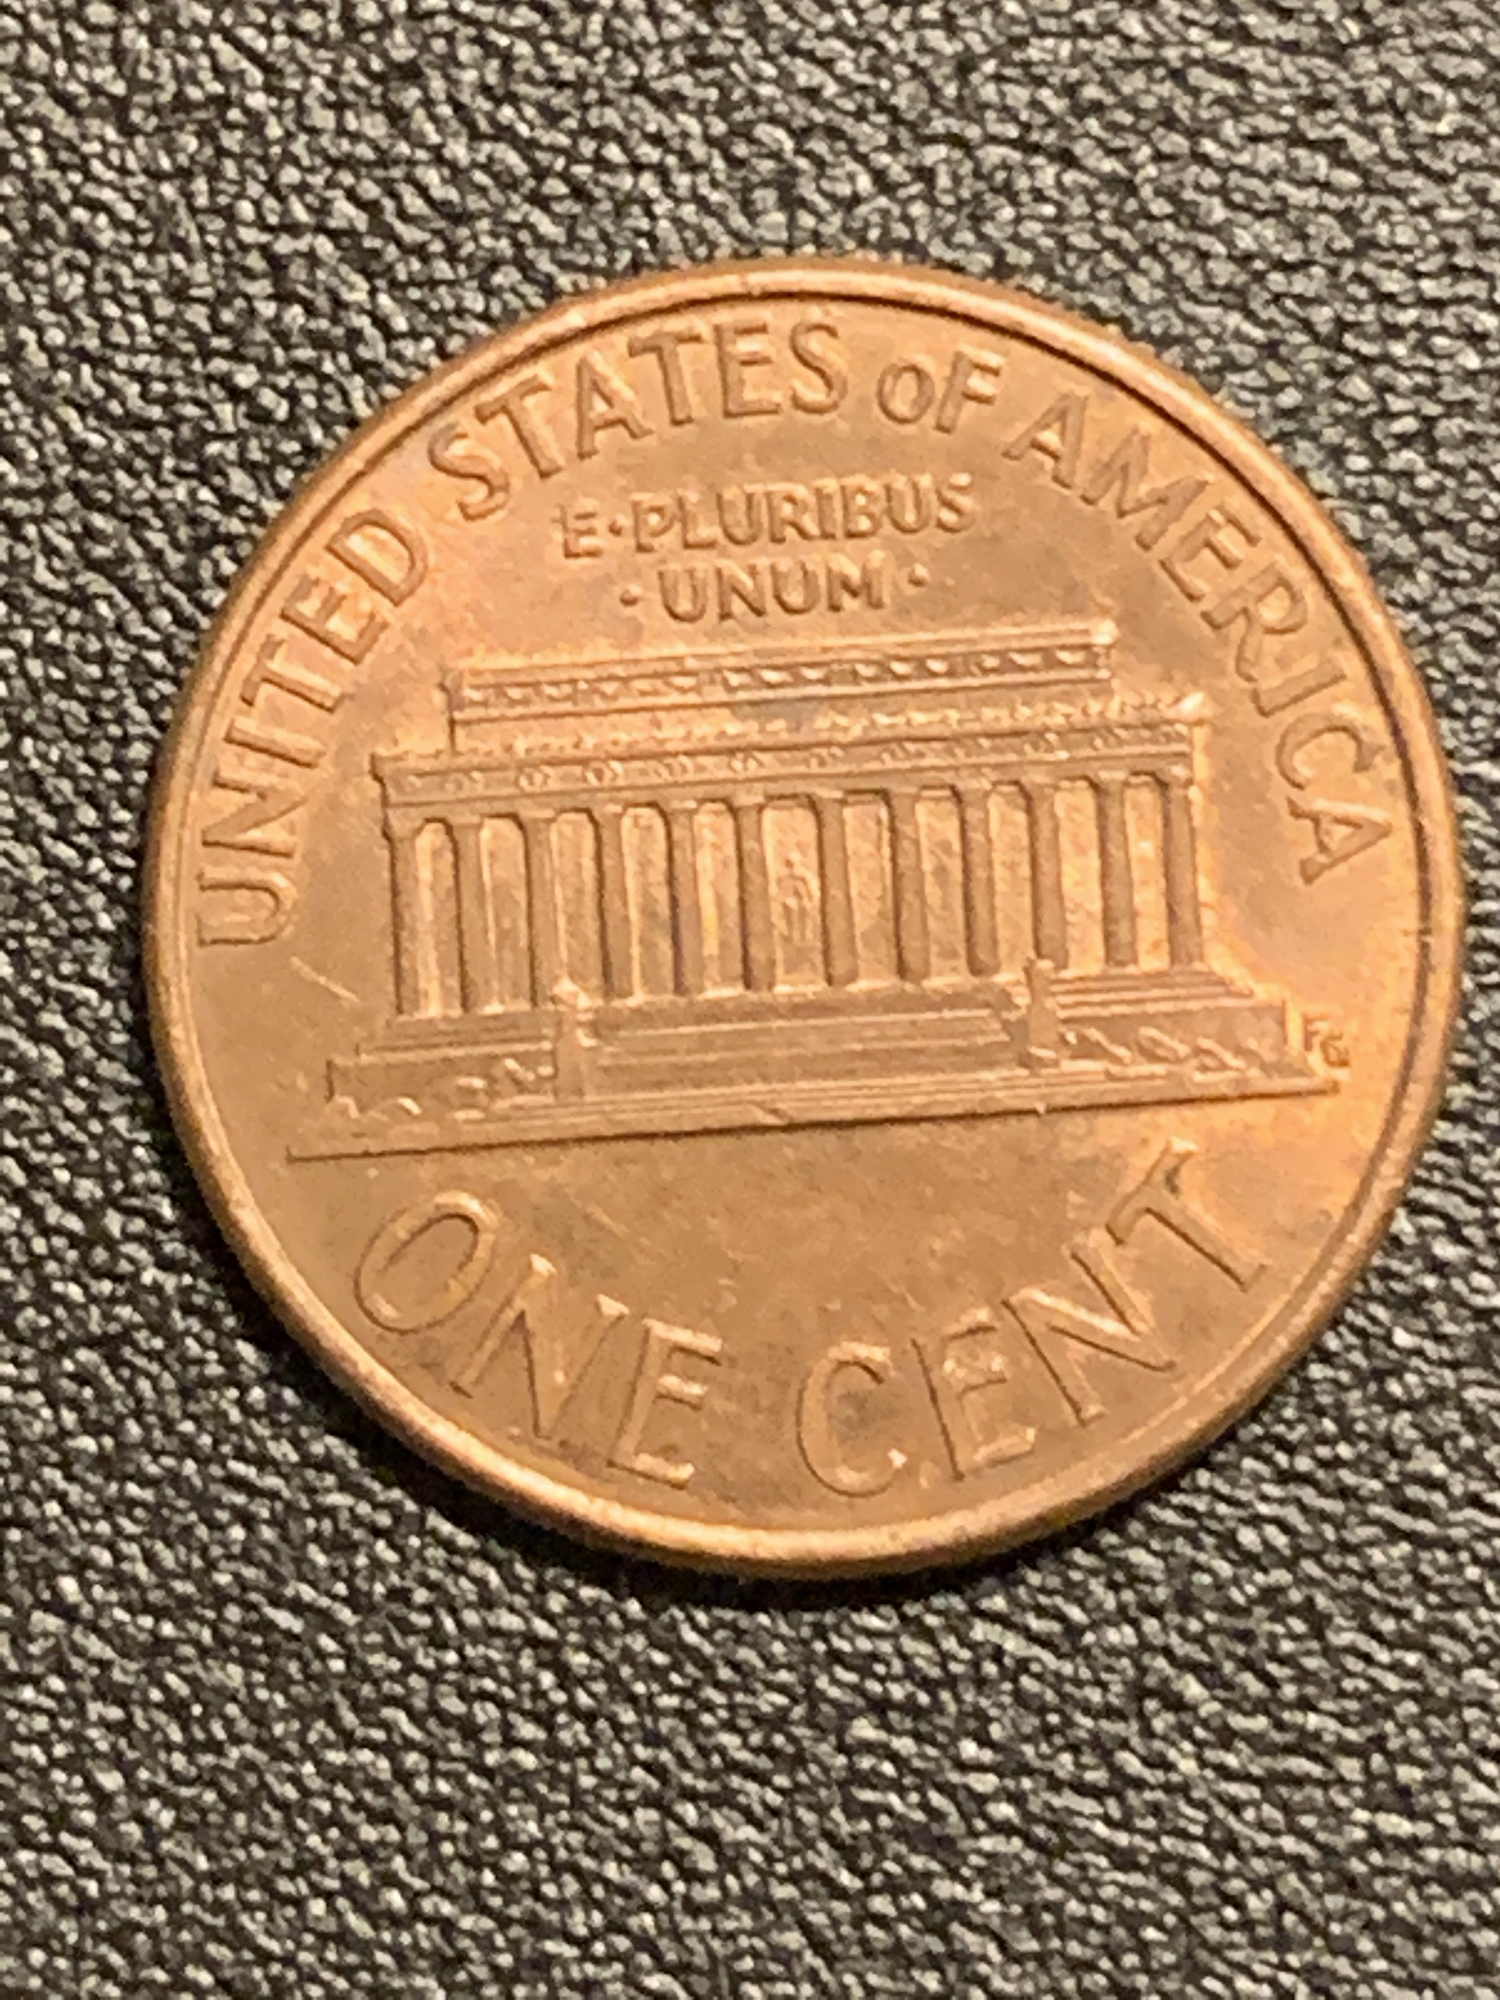 UNITED STATES OF AMERICA
E·PLURIBUS
·UNUM·
FG
ONE CENT